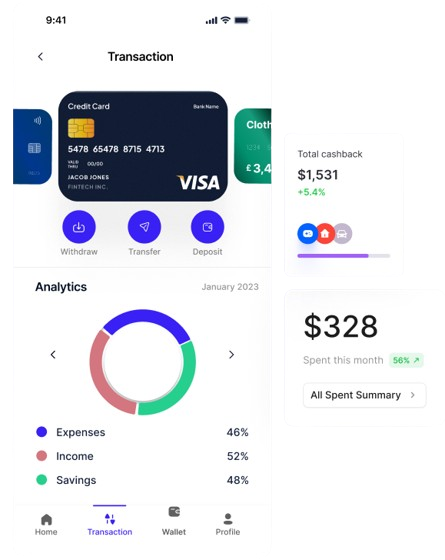 9:41
Transaction
Credit Card
Bank Name
5478 65478 8715 4713
VALID THRU 00/00
JACOB JONES
FINTECH INC.
VISA
Cloth
£3,4
Withdraw
Transfer
Deposit
Analytics
January 2023
Expenses 46%
Income 52%
Savings 48%
Home
Transaction
Wallet
Profile
Total cashback
$1,531
+5.4%
$328
Spent this month 56%
All Spent Summary